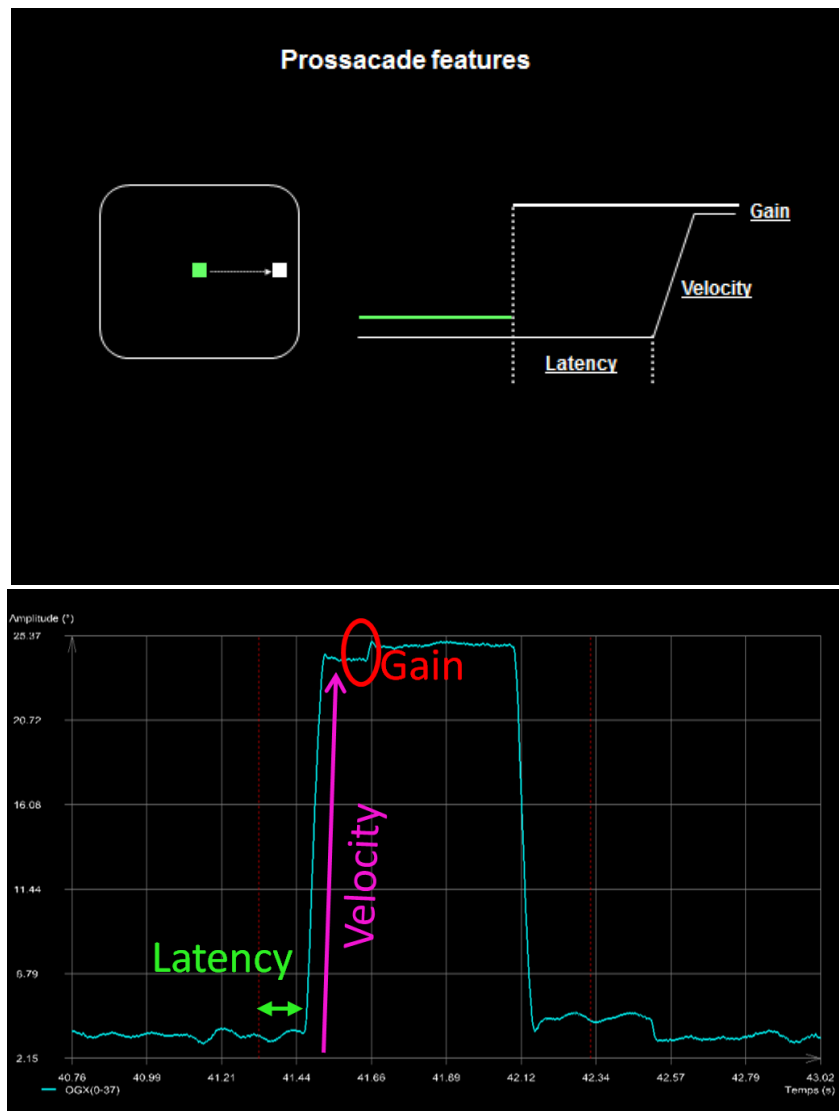 Prossacade features
Gain
Velocity
Latency
Amplitude (°)
25.37
Gain
20.72
16.08
Velocity
11.44
Latency
6.79
2.15
40.76 40.99 41.21 41.44 41.66 41.89 42.12 42.34 42.57 42.79 43.02
OGX(0-37) Temps (s)